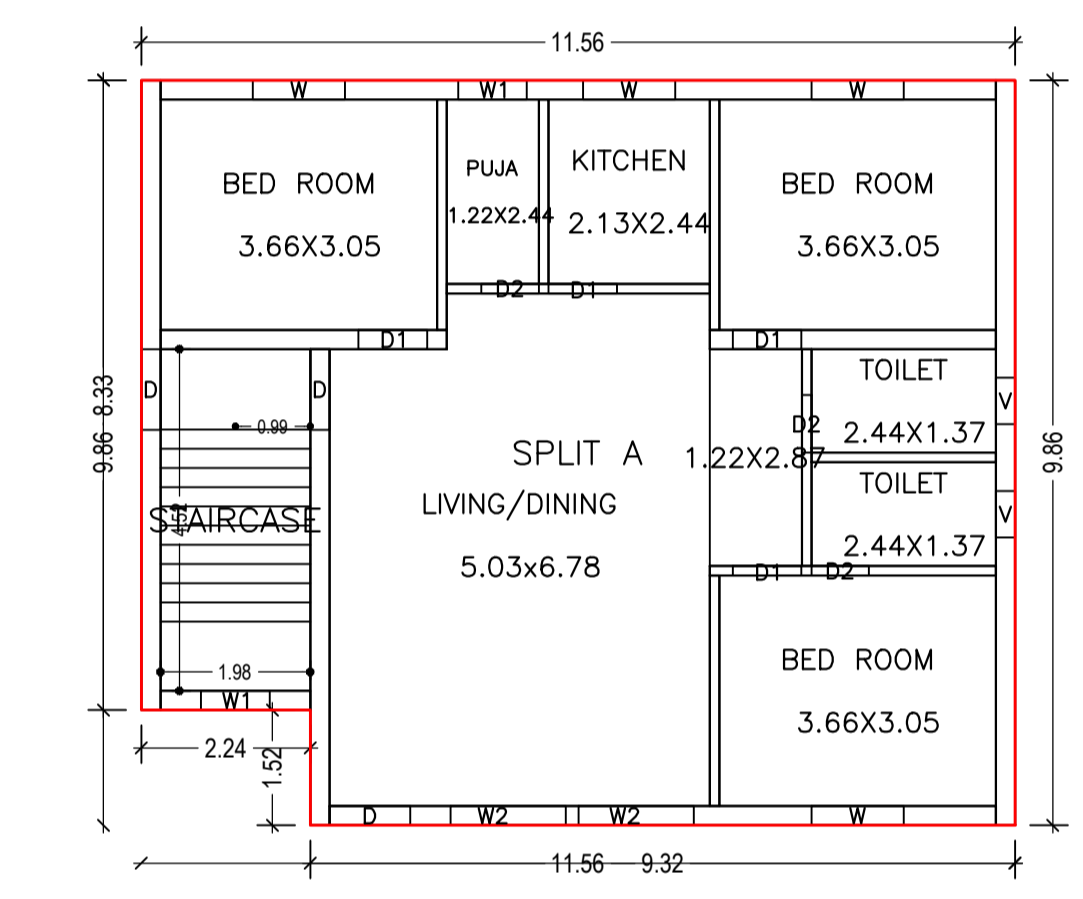 11.56
W
W1
W
W
BED ROOM
3.66X3.05
PUJA
1.22X2.44
KITCHEN
2.13X2.44
BED ROOM
3.66X3.05
D2
D1
D1
D1
D
D
0.99
8.33
9.86
9.86
TOILET
2.44X1.37
V
D2
SPLIT A
1.22X2.87
LIVING/DINING
5.03x6.78
STAIRCASE
4.52
TOILET
2.44X1.37
V
D1
D2
1.98
W1
BED ROOM
3.66X3.05
2.24
1.52
D
W2
W2
W
11.56
9.32